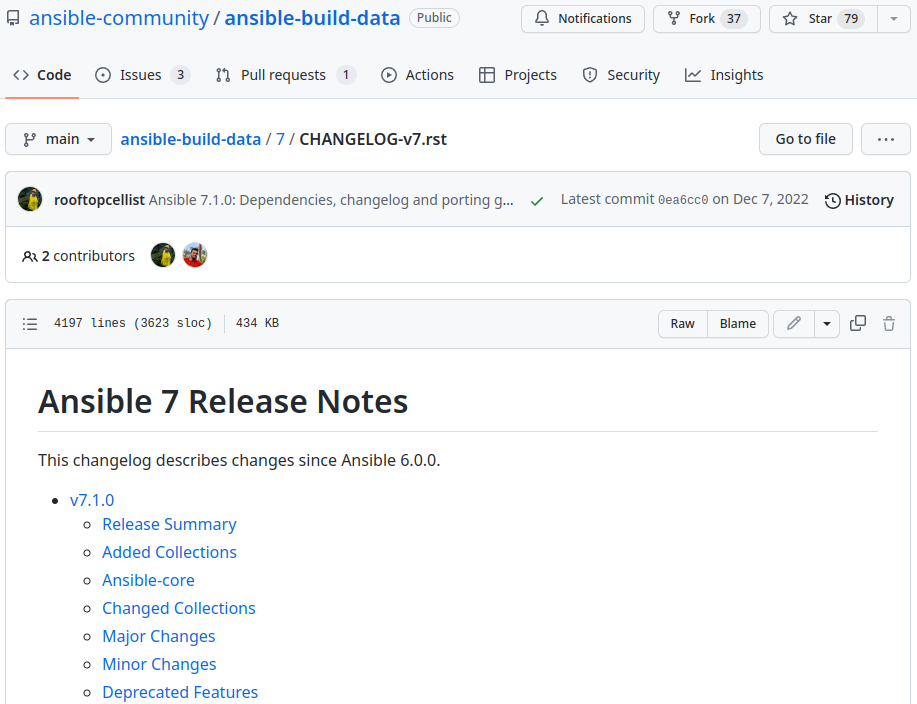 ansible-community / ansible-build-data Public Notifications Fork 37 Star 79
Code Issues 3 Pull requests 1 Actions Projects Security Insights
main ansible-build-data / 7 / CHANGELOG-v7.rst Go to file ...
rooftopcellist Ansible 7.1.0: Dependencies, changelog and porting g... Latest commit 0ea6cc0 on Dec 7, 2022 History
2 contributors
4197 lines (3623 sloc) 434 KB Raw Blame
Ansible 7 Release Notes
This changelog describes changes since Ansible 6.0.0.
v7.1.0
Release Summary
Added Collections
Ansible-core
Changed Collections
Major Changes
Minor Changes
Deprecated Features